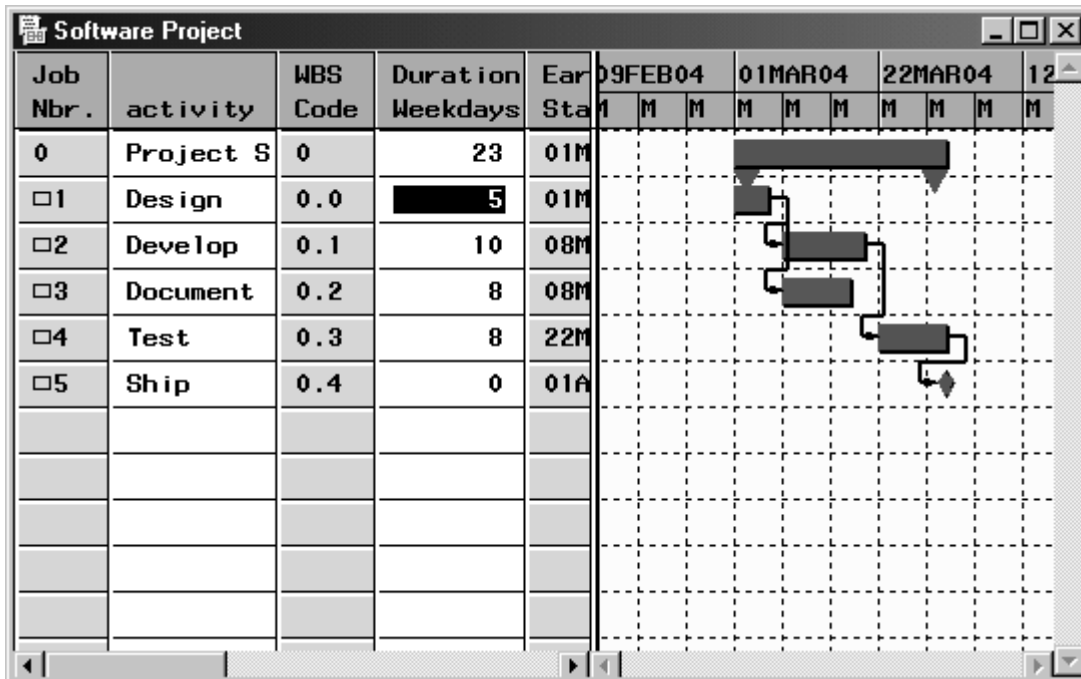 Software Project
Job Nbr. activity WBS Code Duration Weekdays Ear Sta 09FEB04 01MAR04 22MAR04 12
M M M M M M M M M M
0 Project S 0 23 01M
1 Design 0.0 5 01M
2 Develop 0.1 10 08M
3 Document 0.2 8 08M
4 Test 0.3 8 22M
5 Ship 0.4 0 01A